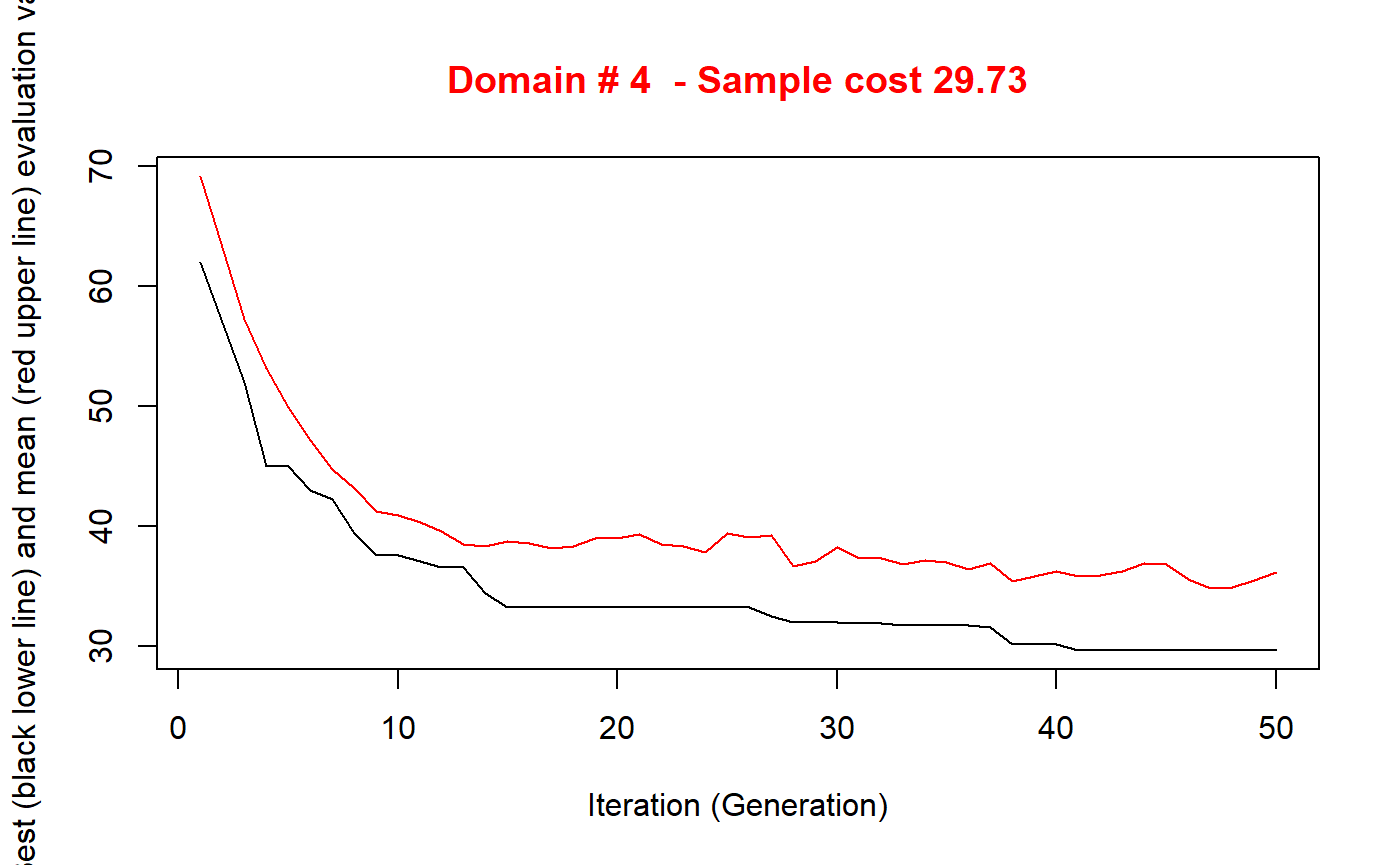 Domain # 4 - Sample cost 29.73
est (black lower line) and mean (red upper line) evaluation va
70
60
50
40
30
0 10 20 30 40 50
Iteration (Generation)